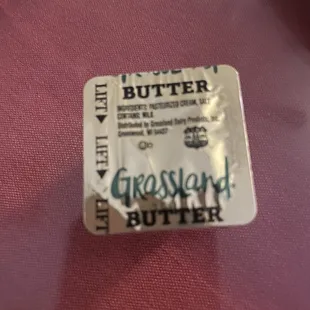 Grassland
BUTTER
INGREDIENTS: PASTEURIZED CREAM, SALT
CONTAINS: MILK
Distributed by Grassland Dairy Products, Inc.
Greenwood, WI 54437
LIFT ▶ LIFT ▶ LIFT
Grassland
BUTTER